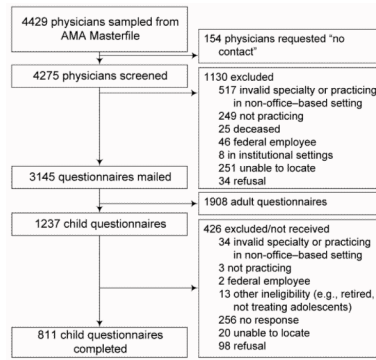 4429 physicians sampled from
AMA Masterfile
154 physicians requested “no
contact”
4275 physicians screened
1130 excluded
517 invalid specialty or practicing
in non-office–based setting
249 not practicing
25 deceased
46 federal employee
8 in institutional settings
251 unable to locate
34 refusal
3145 questionnaires mailed
1908 adult questionnaires
1237 child questionnaires
426 excluded/not received
34 invalid specialty or practicing
in non-office–based setting
3 not practicing
2 federal employee
13 other ineligibility (e.g., retired,
not treating adolescents)
256 no response
20 unable to locate
98 refusal
811 child questionnaires
completed